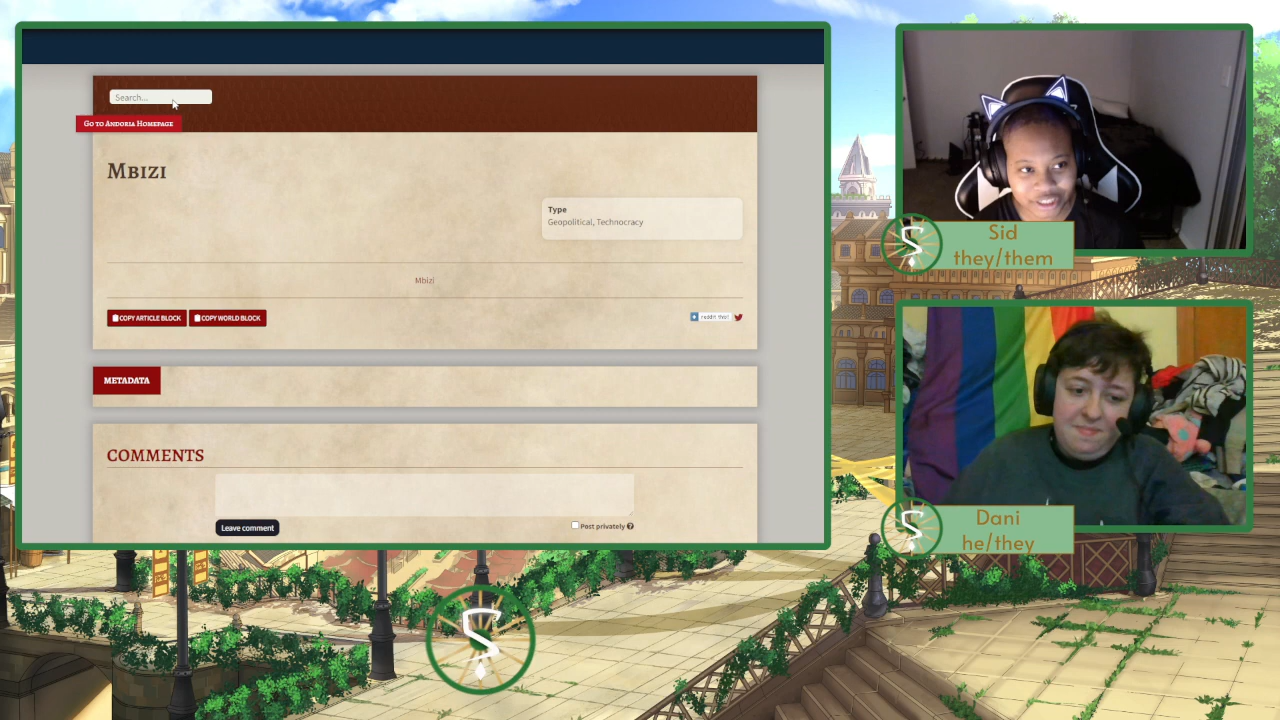 Search...
Go to Andoria Homepage
Mbizi
Type
Geopolitical, Technocracy
Mbizi
COPY ARTICLE BLOCK
COPY WORLD BLOCK
reddit this!
METADATA
COMMENTS
Leave comment
Post privately
Sid
they/them
Dani
he/they
S
S
S